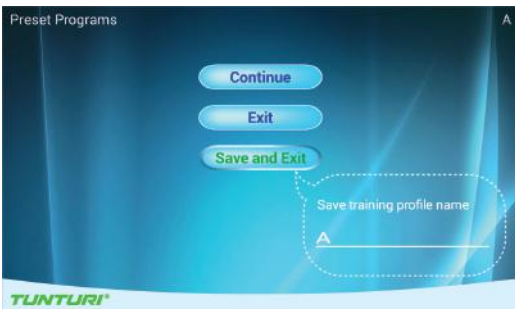 Preset Programs A
Continue
Exit
Save and Exit
Save training profile name
A
TUNTURI®